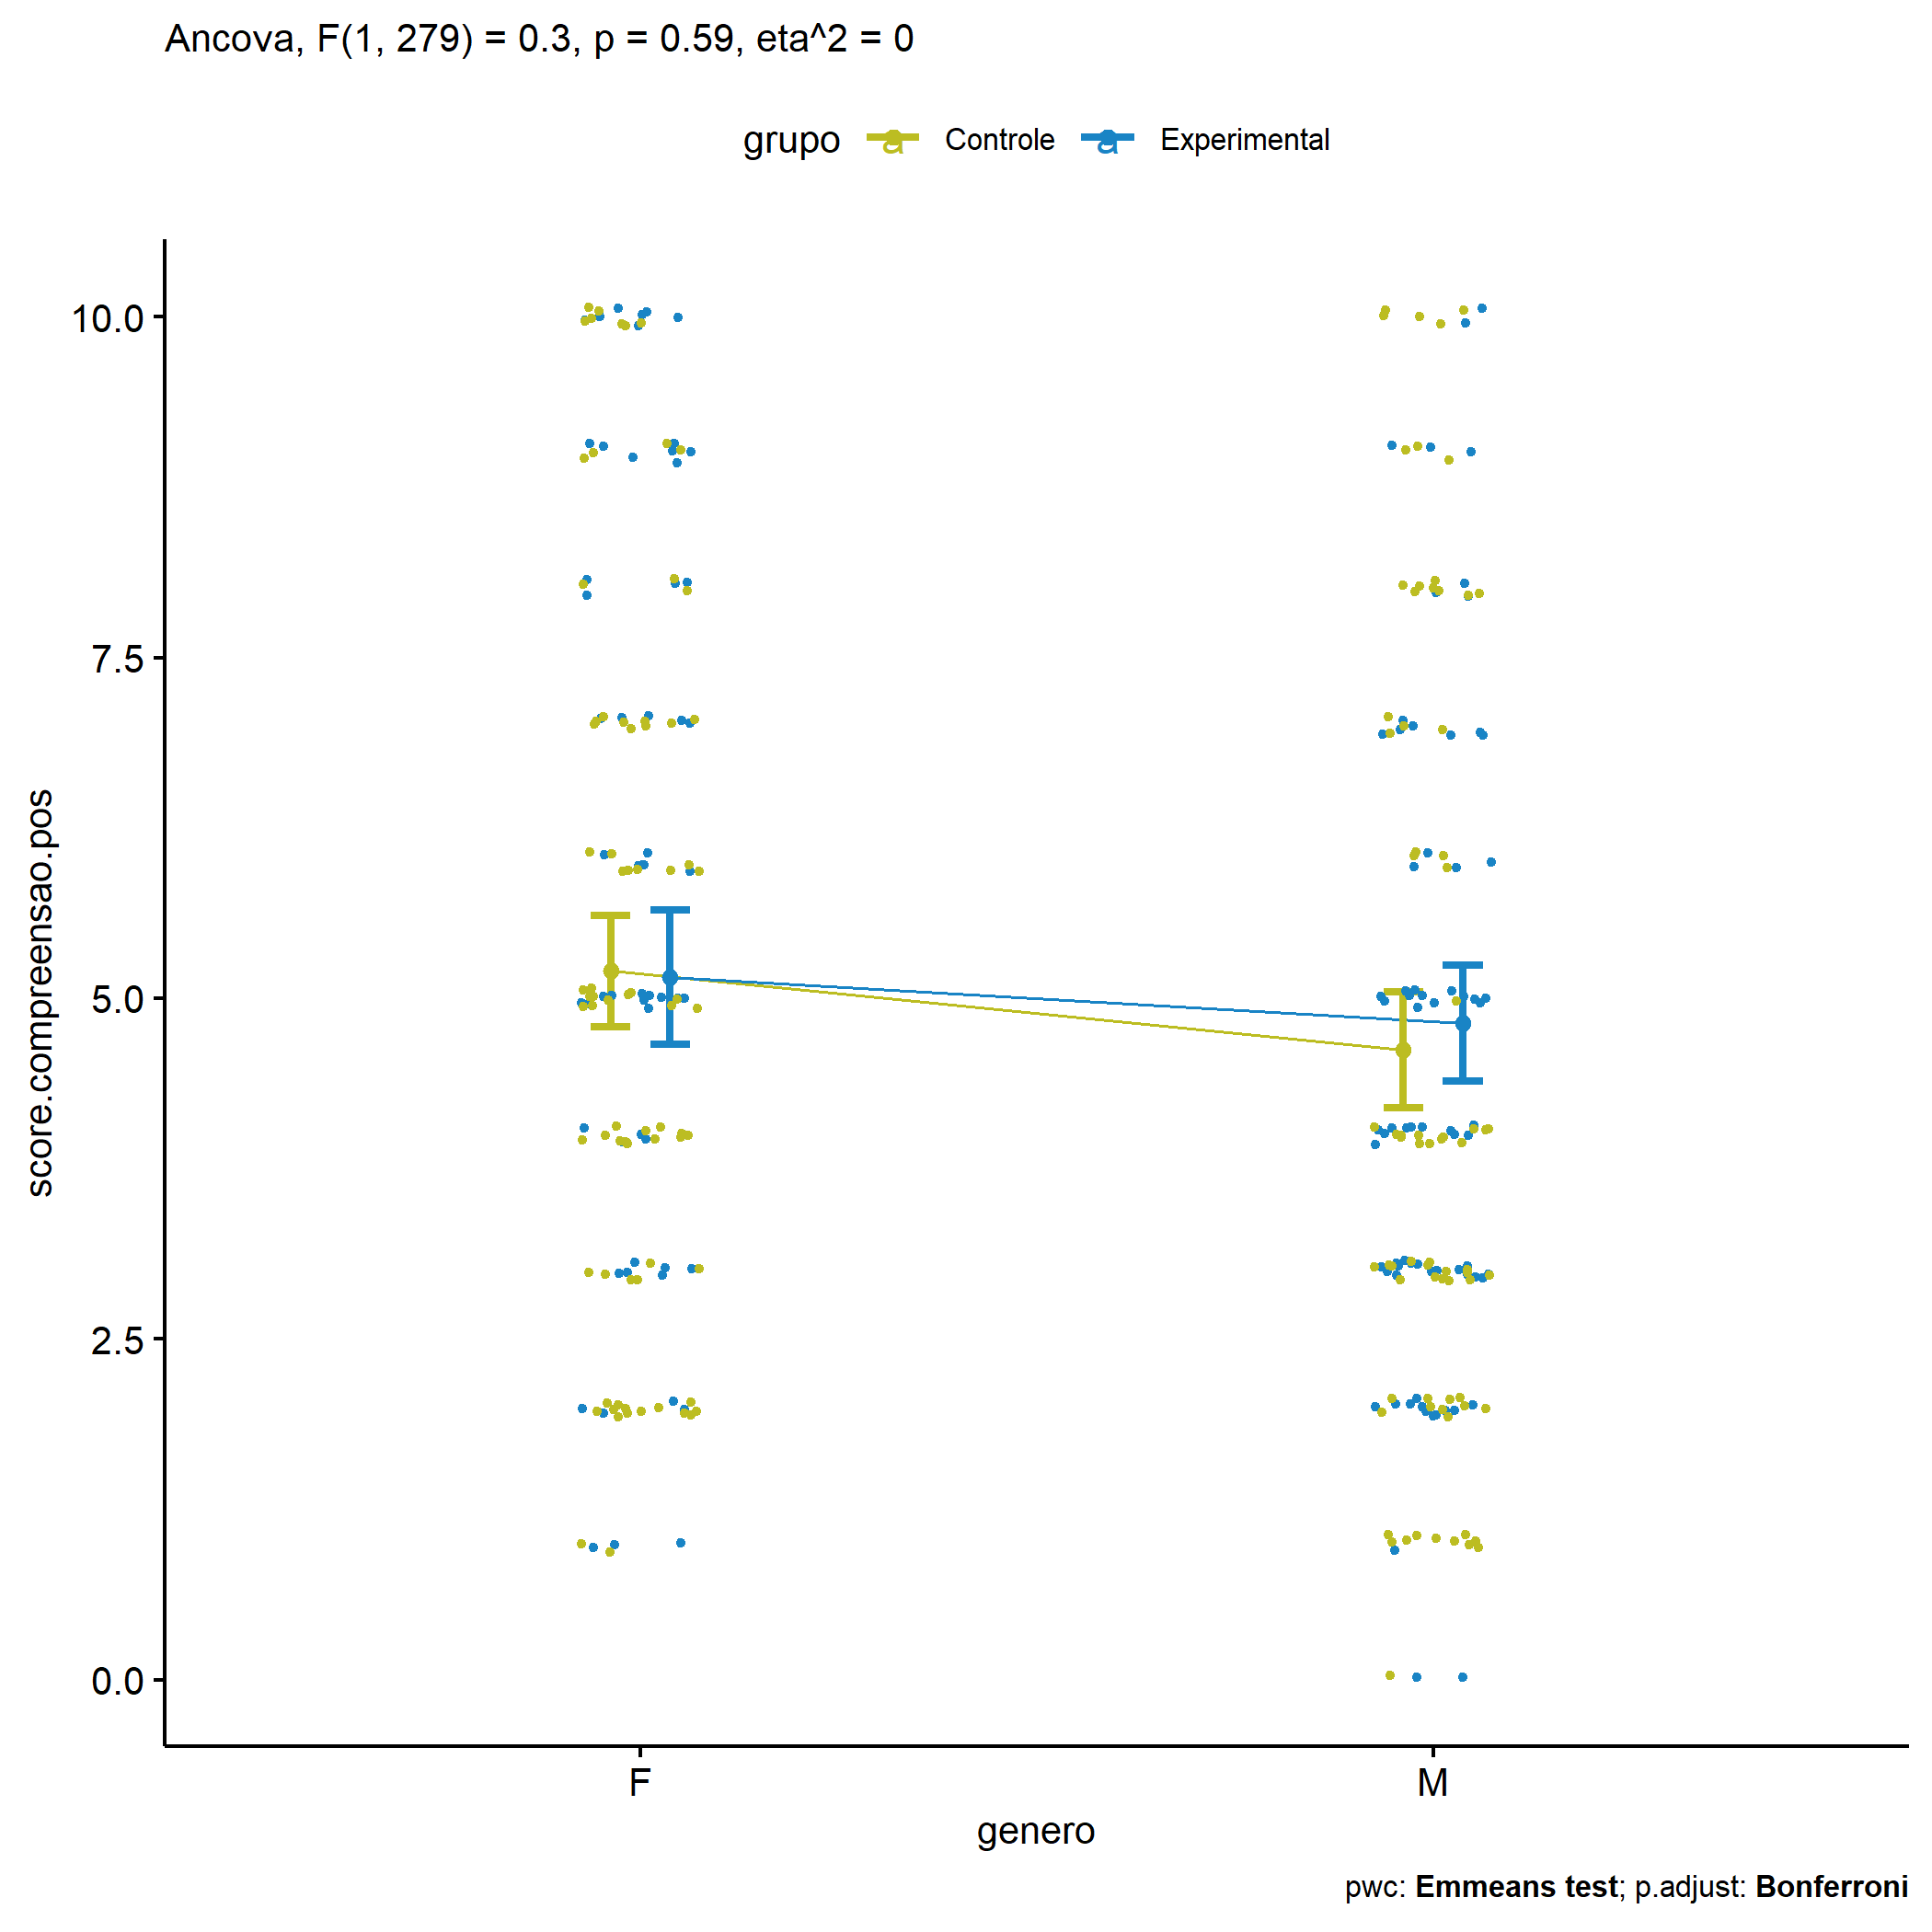 Ancova, F(1, 279) = 0.3, p = 0.59, eta^2 = 0
grupo a Controle a Experimental
10.0
7.5
5.0
2.5
0.0
score.compreensao.pos
F M
genero
pwc: Emmeans test; p.adjust: Bonferroni